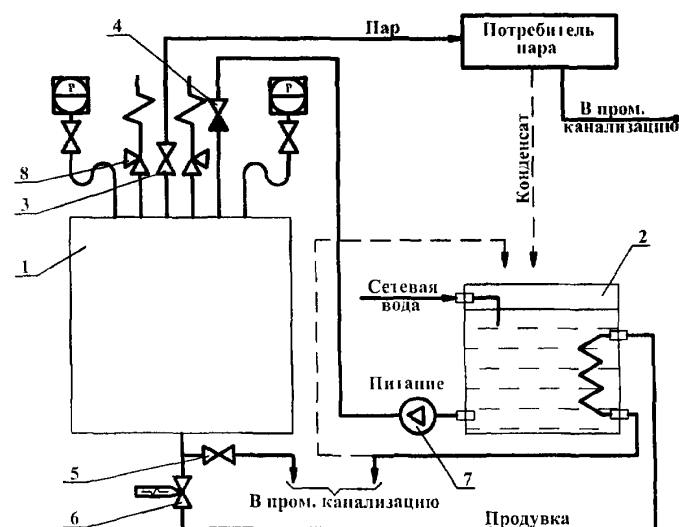 4
Пар
Потребитель
пара
P
P
В пром.
канализацию
Конденсат
8
3
1
2
Сетевая
вода
Питание
5
7
В пром. канализацию
6
Продувка